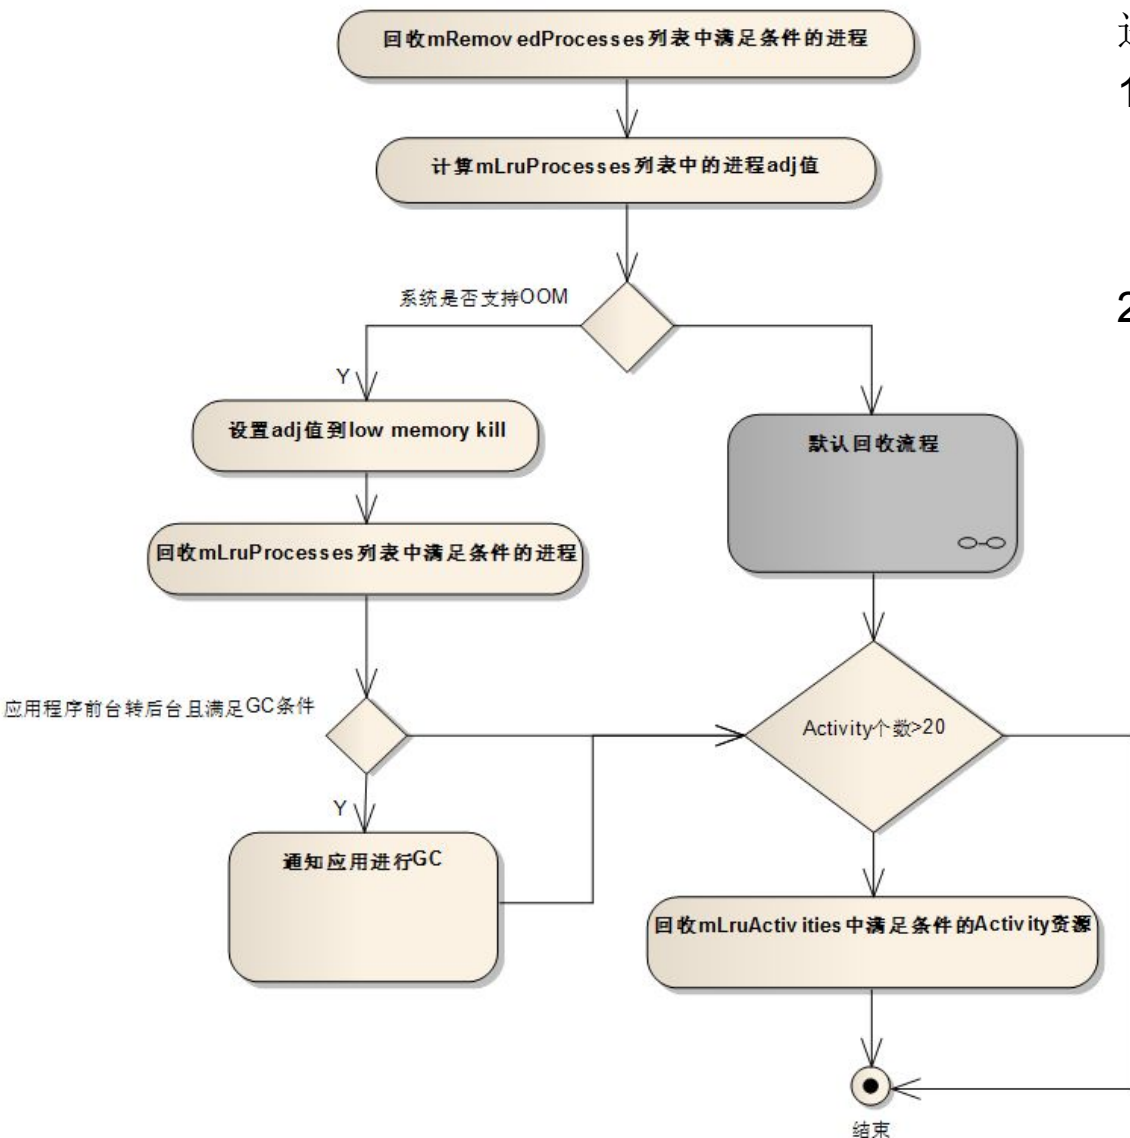 回收mRemovedProcesses列表中满足条件的进程
1
计算mLruProcesses列表中的进程adj值
系统是否支持OOM
2
Y
设置adj值到low memory kill
默认回收流程
回收mLruProcesses列表中满足条件的进程
应用程序前台转后台且满足GC条件
Activity个数>20
Y
通知应用进行GC
回收mLruActivities中满足条件的Activity资源
结束